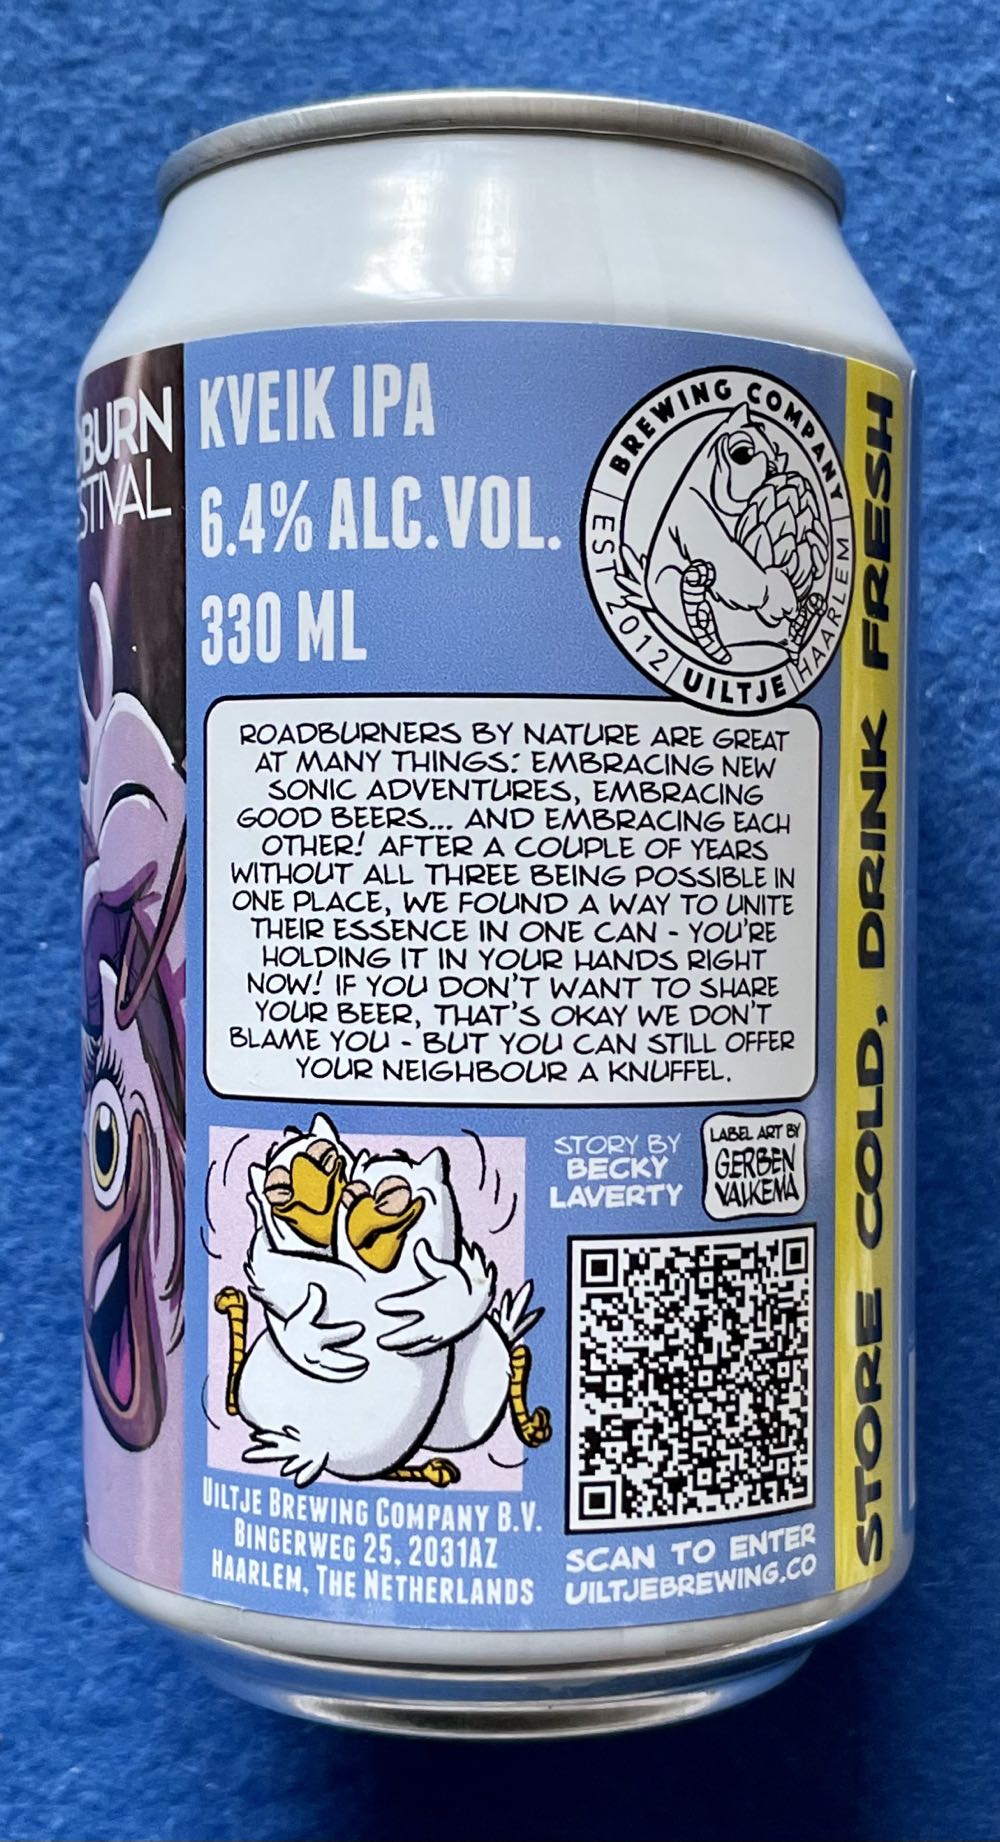 BURN
STIVAL
KVEIK IPA
6.4% ALC.VOL.
330 ML
BREWING COMPANY
EST 2012
UILTJE
HAARLEM
ROADBURNERS BY NATURE ARE GREAT
AT MANY THINGS: EMBRACING NEW
SONIC ADVENTURES, EMBRACING
GOOD BEERS... AND EMBRACING EACH
OTHER! AFTER A COUPLE OF YEARS
WITHOUT ALL THREE BEING POSSIBLE IN
ONE PLACE, WE FOUND A WAY TO UNITE
THEIR ESSENCE IN ONE CAN - YOU'RE
HOLDING IT IN YOUR HANDS RIGHT
NOW! IF YOU DON'T WANT TO SHARE
YOUR BEER, THAT'S OKAY WE DON'T
BLAME YOU - BUT YOU CAN STILL OFFER
YOUR NEIGHBOUR A KNUFFEL.
STORY BY
BECKY
LAVERTY
LABEL ART BY
GERBEN
VALKEMA
UILTJE BREWING COMPANY B.V.
BINGERWEG 25, 2031AZ
HAARLEM, THE NETHERLANDS
SCAN TO ENTER
UILTJEBREWING.CO
STORE COLD, DRINK FRESH